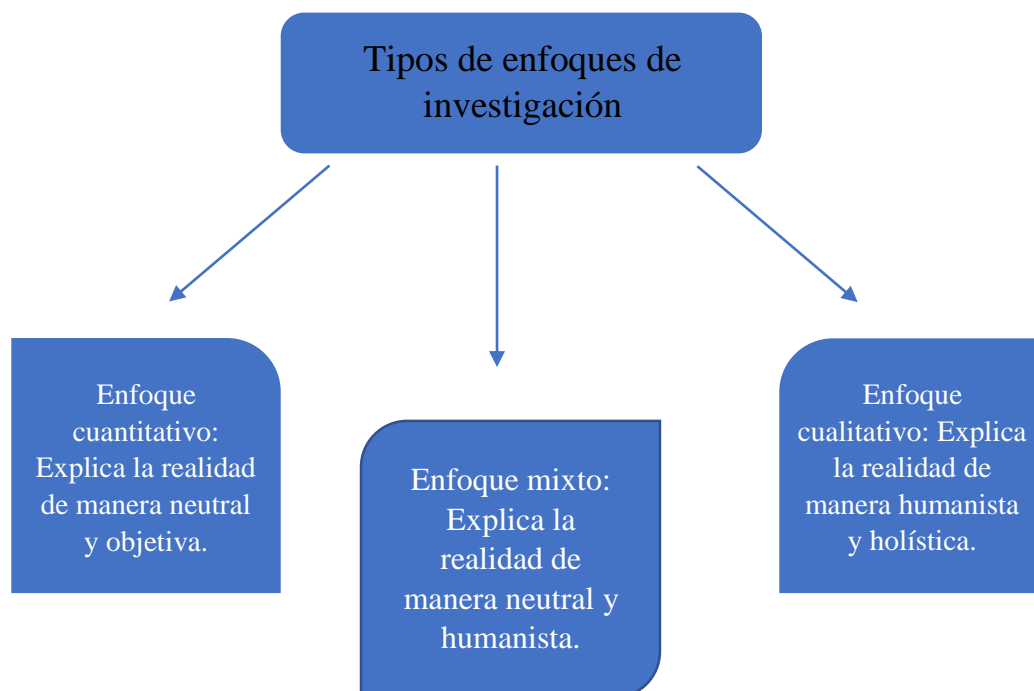 Tipos de enfoques de
investigación
Enfoque
cuantitativo:
Explica la realidad
de manera neutral
y objetiva.
Enfoque mixto:
Explica la
realidad de
manera neutral y
humanista.
Enfoque
cualitativo: Explica
la realidad de
manera humanista
y holística.